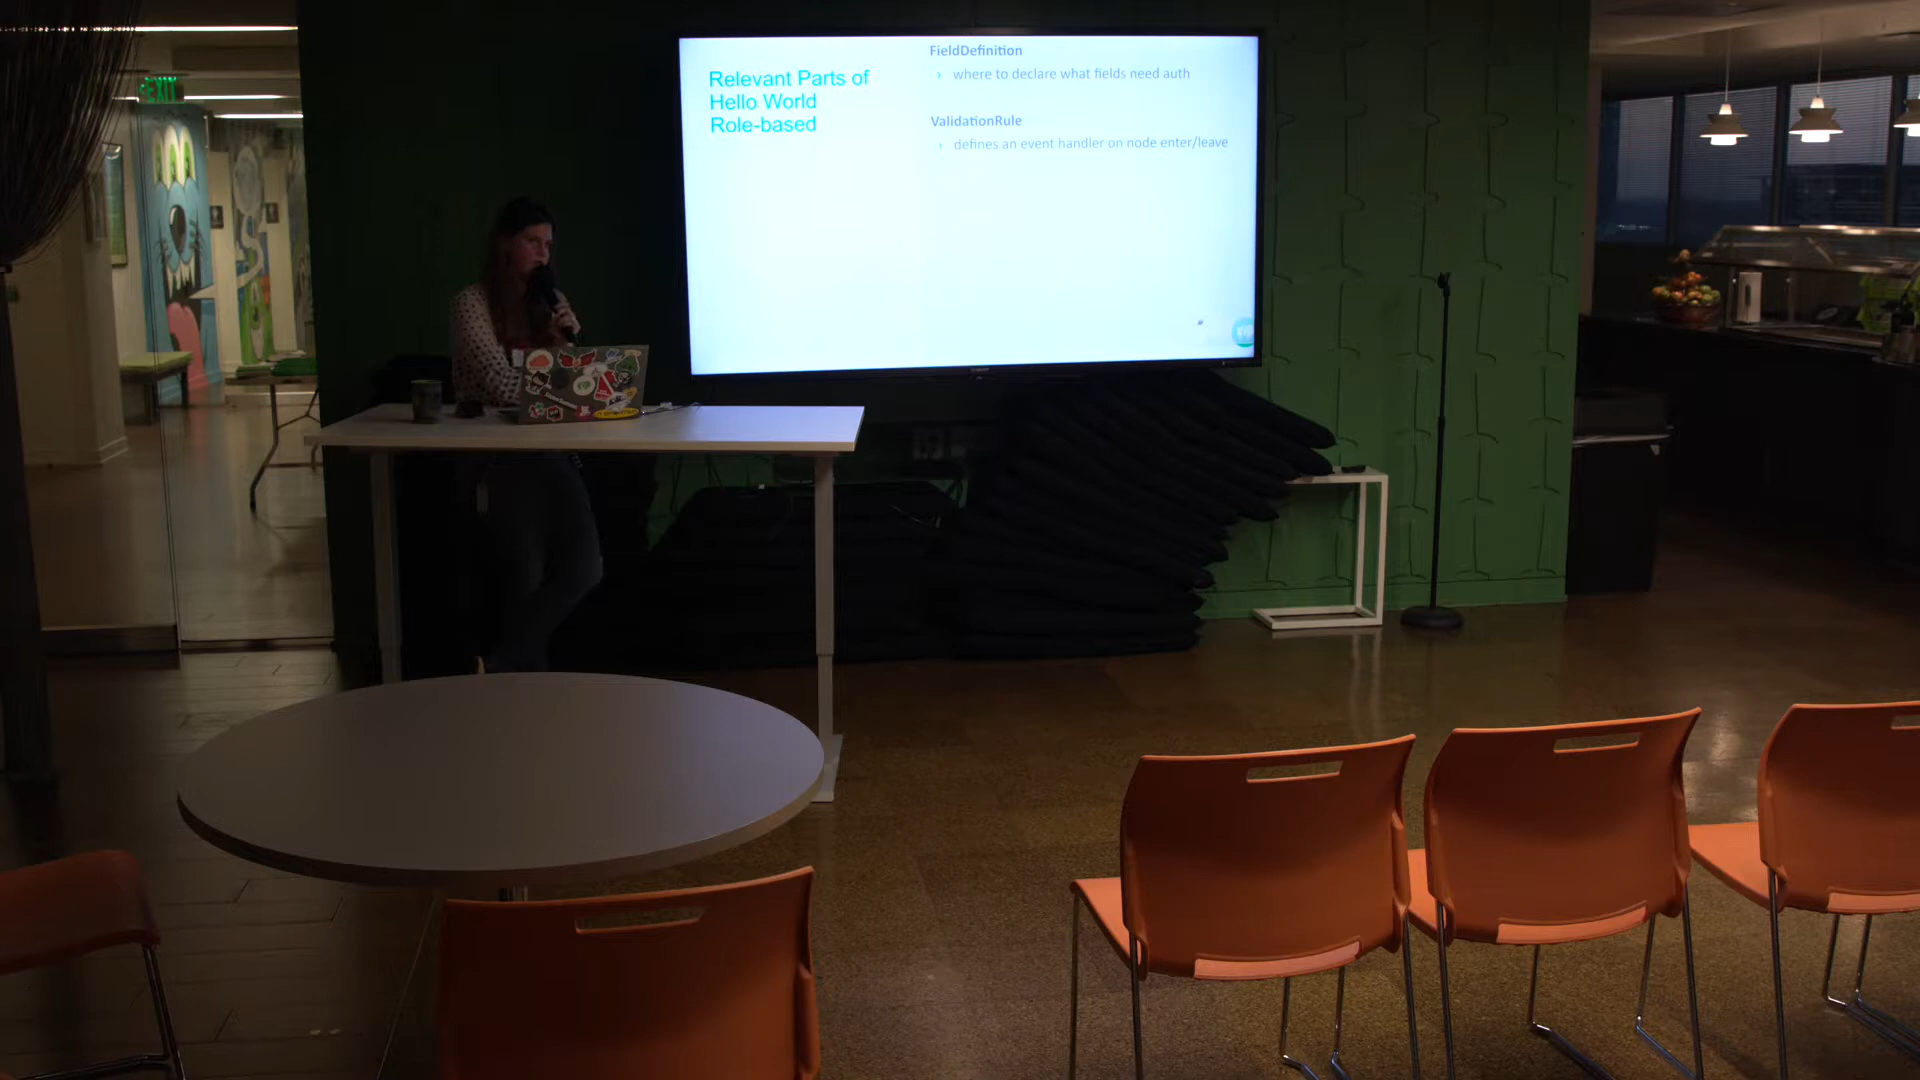 EXIT
Relevant Parts of
Hello World
Role-based
FieldDefinition
› where to declare what fields need auth
ValidationRule
› defines an event handler on node enter/leave